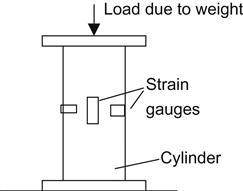 Load due to weight
Strain
gauges
Cylinder